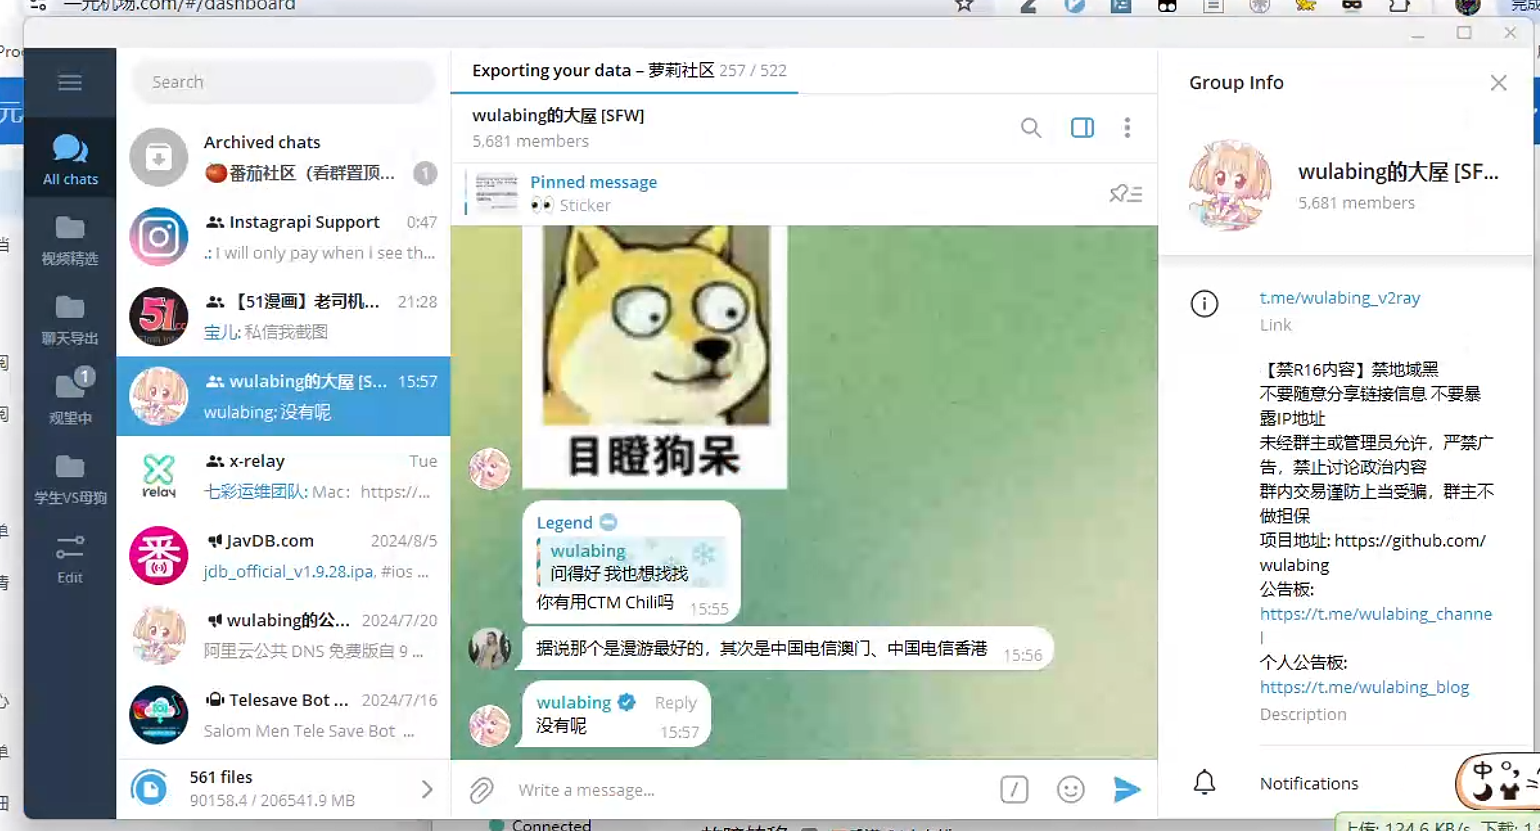 一元机场.com/#/dashboard
Search
Archived chats
🍅番茄社区（看群置顶...
1
Instagrapi Support 0:47
.: I will only pay when i see th...
【51漫画】老司机... 21:28
宝儿: 私信我截图
wulabing的大屋 [S... 15:57
wulabing: 没有呢
x-relay Tue
七彩运维团队: Mac： https://...
JavDB.com 2024/8/5
jdb_official_v1.9.28.ipa, #ios ...
wulabing的公... 2024/7/20
阿里云公共 DNS 免费版自 9 ...
Telesave Bot ... 2024/7/16
Salom Men Tele Save Bot ...
561 files
90158.4 / 206541.9 MB
All chats
视频精选
聊天导出
1
观里中
学生VS母狗
Edit
51
relay
番
Exporting your data – 萝莉社区 257 / 522
wulabing的大屋 [SFW]
5,681 members
Pinned message
👀 Sticker
目瞪狗呆
Legend
wulabing
问得好 我也想找找
你有用CTM Chili吗 15:55
据说那个是漫游最好的，其次是中国电信澳门、中国电信香港 15:56
wulabing Reply
没有呢
15:57
Write a message...
Group Info
wulabing的大屋 [SF...
5,681 members
t.me/wulabing_v2ray
Link
【禁R16内容】禁地域黑
不要随意分享链接信息 不要暴
露IP地址
未经群主或管理员允许，严禁广
告，禁止讨论政治内容
群内交易谨防上当受骗，群主不
做担保
项目地址: https://github.com/
wulabing
公告板:
https://t.me/wulabing_channe
l
个人公告板:
https://t.me/wulabing_blog
Description
Notifications
中
Connected
上传: 124.6 KB/s